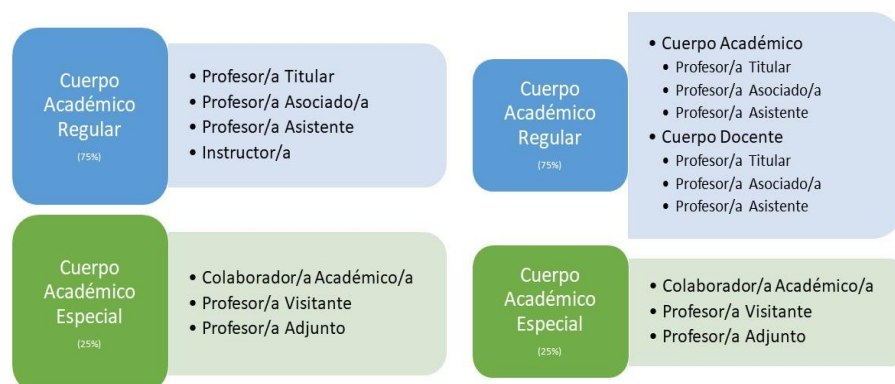 Cuerpo
Académico
Regular
(75%)
• Profesor/a Titular
• Profesor/a Asociado/a
• Profesor/a Asistente
• Instructor/a
Cuerpo
Académico
Especial
(25%)
• Colaborador/a Académico/a
• Profesor/a Visitante
• Profesor/a Adjunto
Cuerpo
Académico
Regular
(75%)
• Cuerpo Académico
• Profesor/a Titular
• Profesor/a Asociado/a
• Profesor/a Asistente
• Cuerpo Docente
• Profesor/a Titular
• Profesor/a Asociado/a
• Profesor/a Asistente
Cuerpo
Académico
Especial
(25%)
• Colaborador/a Académico/a
• Profesor/a Visitante
• Profesor/a Adjunto